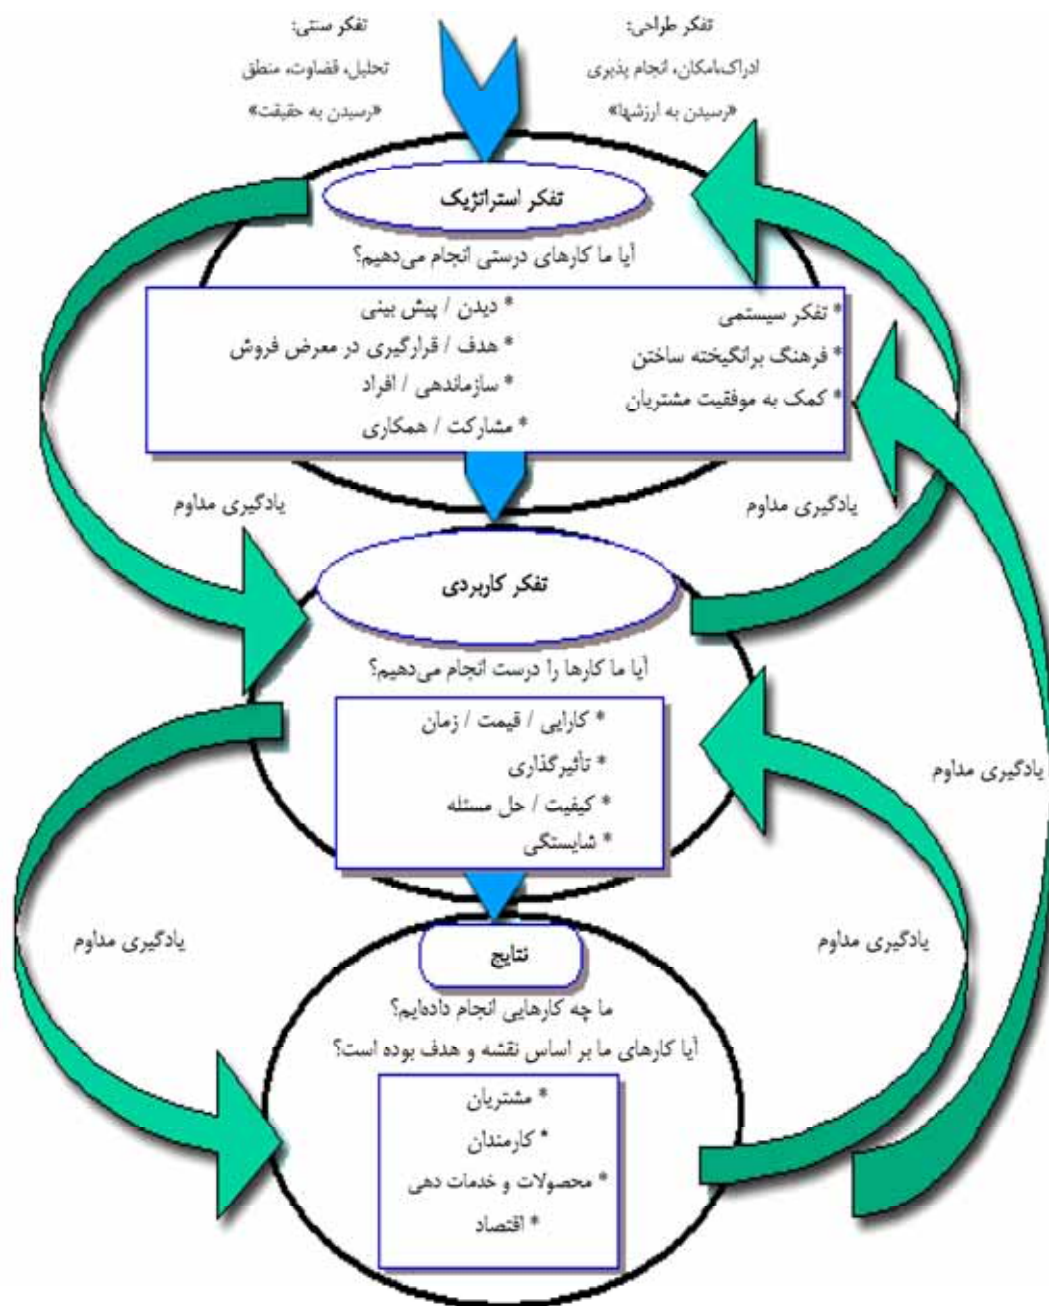 تفکر طراحی:
ادراک،امکان، انجام پذیری
«رسیدن به ارزشها»
تفکر سنتی:
تحلیل، قضاوت، منطق
«رسیدن به حقیقت»
تفکر استراتژیک
آیا ما کارهای درستی انجام می‌دهیم؟
* تفکر سیستمی
* فرهنگ برانگیخته ساختن
* کمک به موفقیت مشتریان
* دیدن / پیش بینی
* هدف / قرارگیری در معرض فروش
* سازماندهی / افراد
* مشارکت / همکاری
یادگیری مداوم
یادگیری مداوم
تفکر کاربردی
آیا ما کارها را درست انجام می‌دهیم؟
* کارایی / قیمت / زمان
* تأثیرگذاری
* کیفیت / حل مسئله
* شایستگی
یادگیری مداوم
یادگیری مداوم
یادگیری مداوم
نتایج
ما چه کارهایی انجام داده‌ایم؟
آیا کارهای ما بر اساس نقشه و هدف بوده است؟
* مشتریان
* کارمندان
* محصولات و خدمات دهی
* اقتصاد